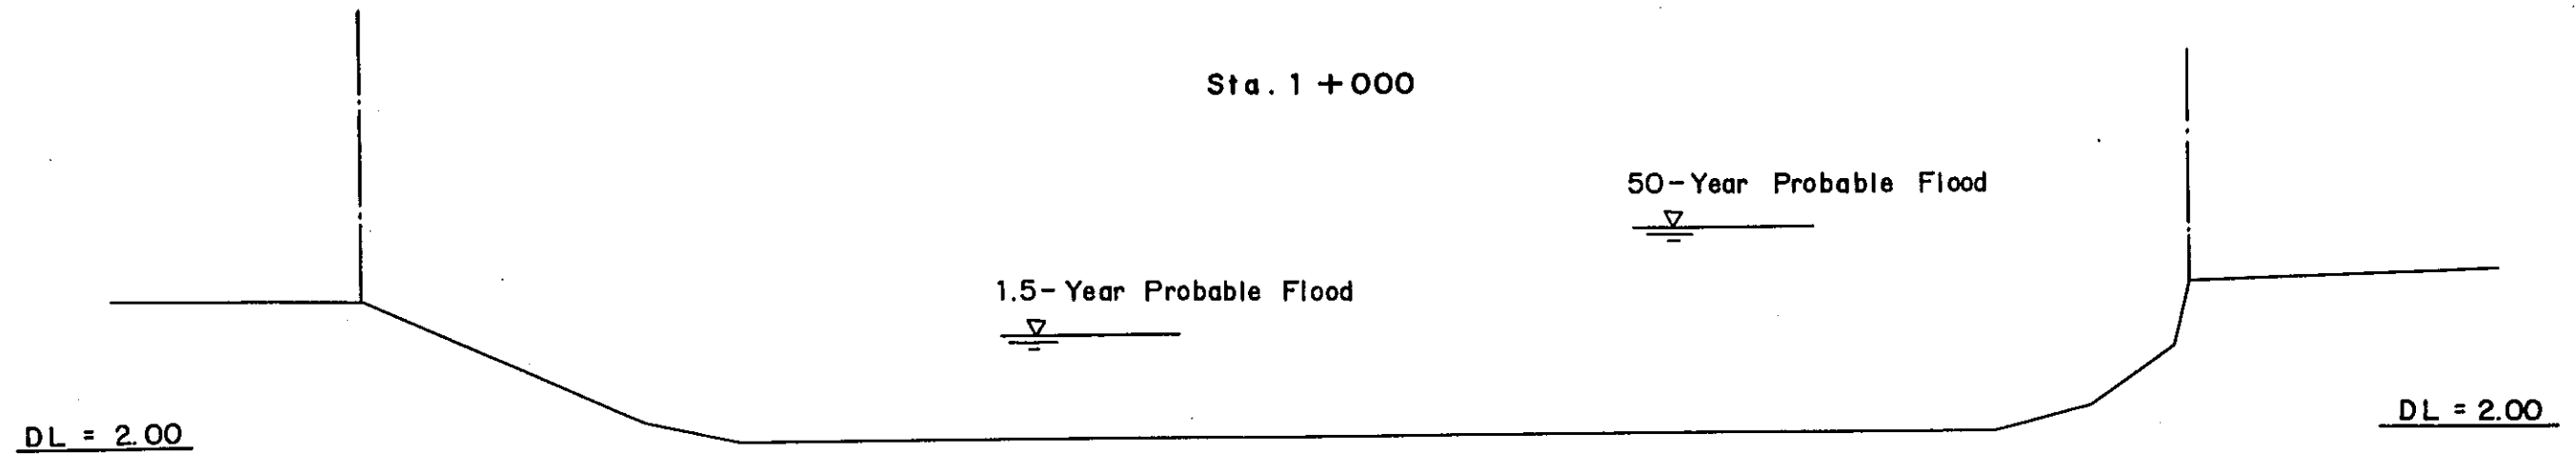 Sta. 1 + 000
50-Year Probable Flood
1.5-Year Probable Flood
DL = 2.00
DL = 2.00